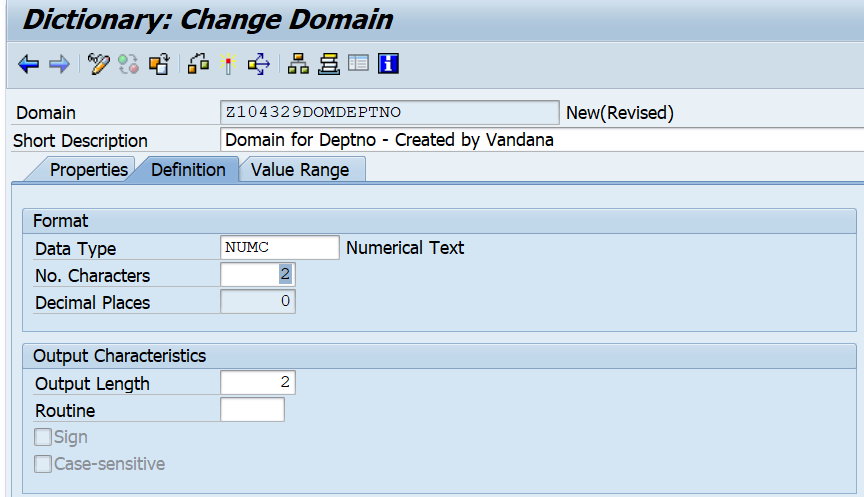 Dictionary: Change Domain
Domain Z104329DOMDEPTNO New(Revised)
Short Description Domain for Deptno - Created by Vandana
Properties Definition Value Range
Format
Data Type NUMC Numerical Text
No. Characters 2
Decimal Places 0
Output Characteristics
Output Length 2
Routine
Sign
Case-sensitive